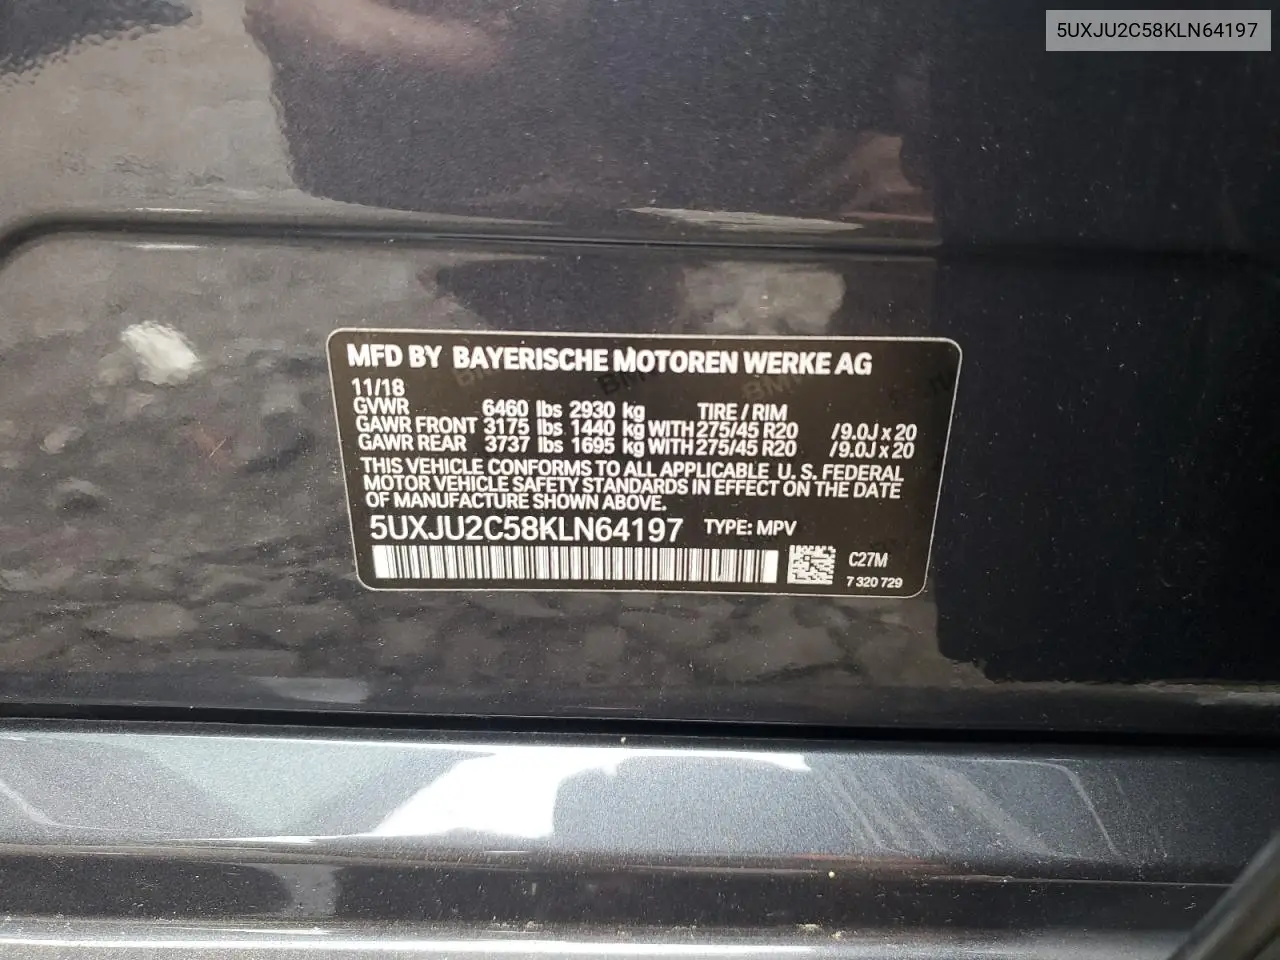 5UXJU2C58KLN64197
MFD BY BAYERISCHE MOTOREN WERKE AG
11/18
GVWR 6460 lbs 2930 kg TIRE / RIM
GAWR FRONT 3175 lbs 1440 kg WITH 275/45 R20 /9.0J x 20
GAWR REAR 3737 lbs 1695 kg WITH 275/45 R20 /9.0J x 20
THIS VEHICLE CONFORMS TO ALL APPLICABLE U. S. FEDERAL
MOTOR VEHICLE SAFETY STANDARDS IN EFFECT ON THE DATE
OF MANUFACTURE SHOWN ABOVE.
5UXJU2C58KLN64197 TYPE: MPV
C27M
7 320 729